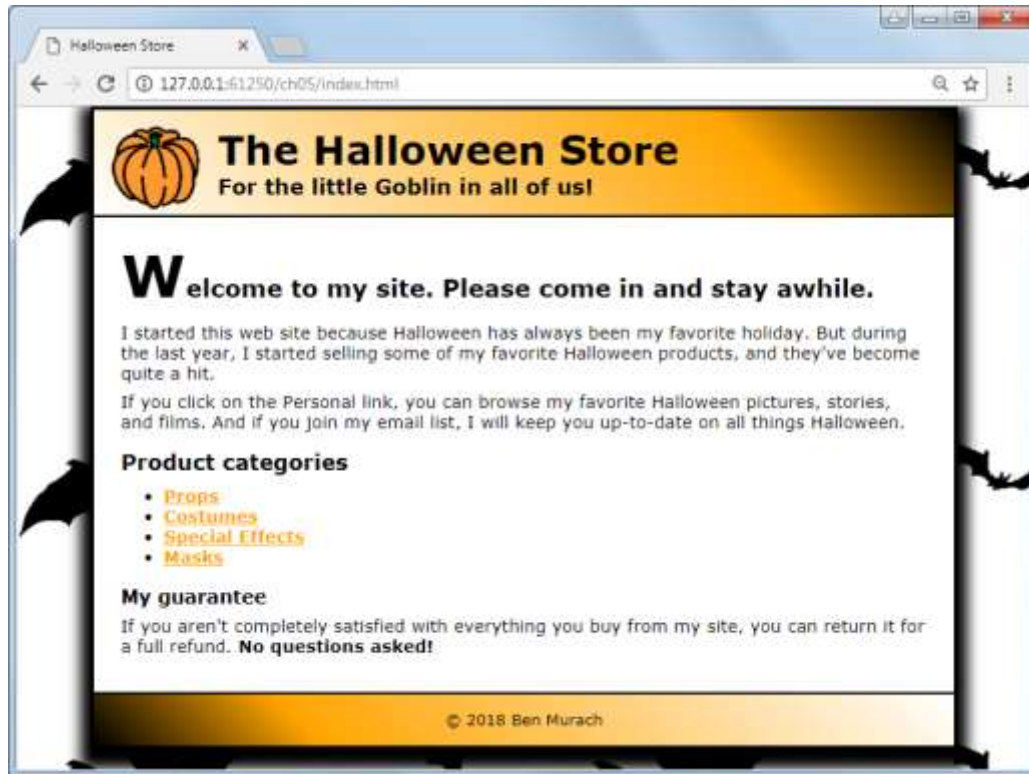 Halloween Store
127.0.0.1:61250/ch05/index.html
The Halloween Store
For the little Goblin in all of us!
Welcome to my site. Please come in and stay awhile.
I started this web site because Halloween has always been my favorite holiday. But during
the last year, I started selling some of my favorite Halloween products, and they've become
quite a hit.
If you click on the Personal link, you can browse my favorite Halloween pictures, stories,
and films. And if you join my email list, I will keep you up-to-date on all things Halloween.
Product categories
• Props
• Costumes
• Special Effects
• Masks
My guarantee
If you aren't completely satisfied with everything you buy from my site, you can return it for
a full refund. No questions asked!
© 2018 Ben Murach